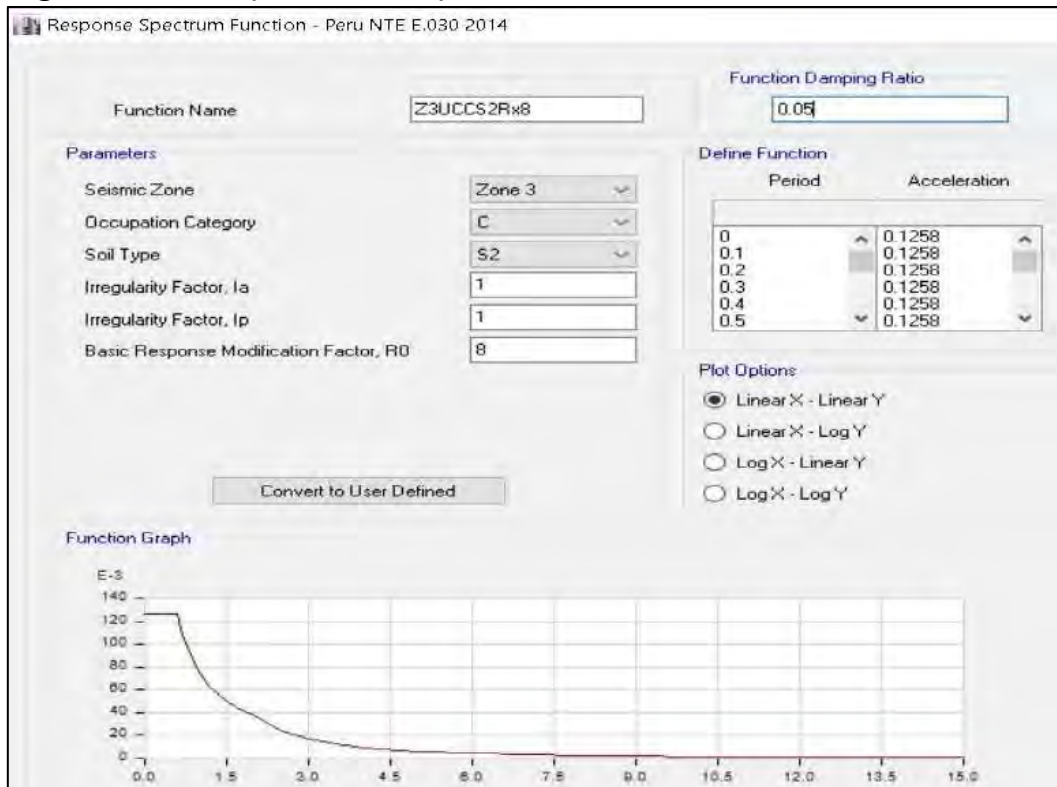 Response Spectrum Function - Peru NTE E.030 2014
Function Name
Z3UCCS2Rx8
Function Damping Ratio
0.05
Parameters
Seismic Zone
Zone 3
Occupation Category
C
Soil Type
S2
Irregularity Factor, Ia
1
Irregularity Factor, Ip
1
Basic Response Modification Factor, R0
8
Convert to User Defined
Define Function
Period Acceleration
0 0.1258
0.1 0.1258
0.2 0.1258
0.3 0.1258
0.4 0.1258
0.5 0.1258
Plot Options
Linear X - Linear Y
Linear X - Log Y
Log X - Linear Y
Log X - Log Y
Function Graph
E-3
140
120
100
80
60
40
20
0
0.0 1.5 3.0 4.5 6.0 7.5 9.0 10.5 12.0 13.5 15.0